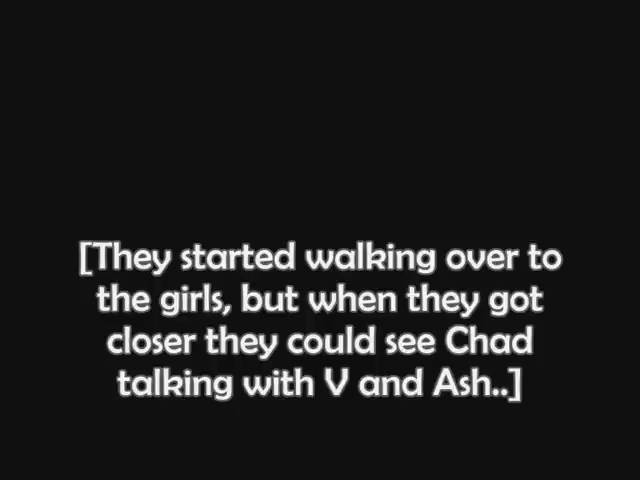 [They started walking over to
the girls, but when they got
closer they could see Chad
talking with V and Ash..]